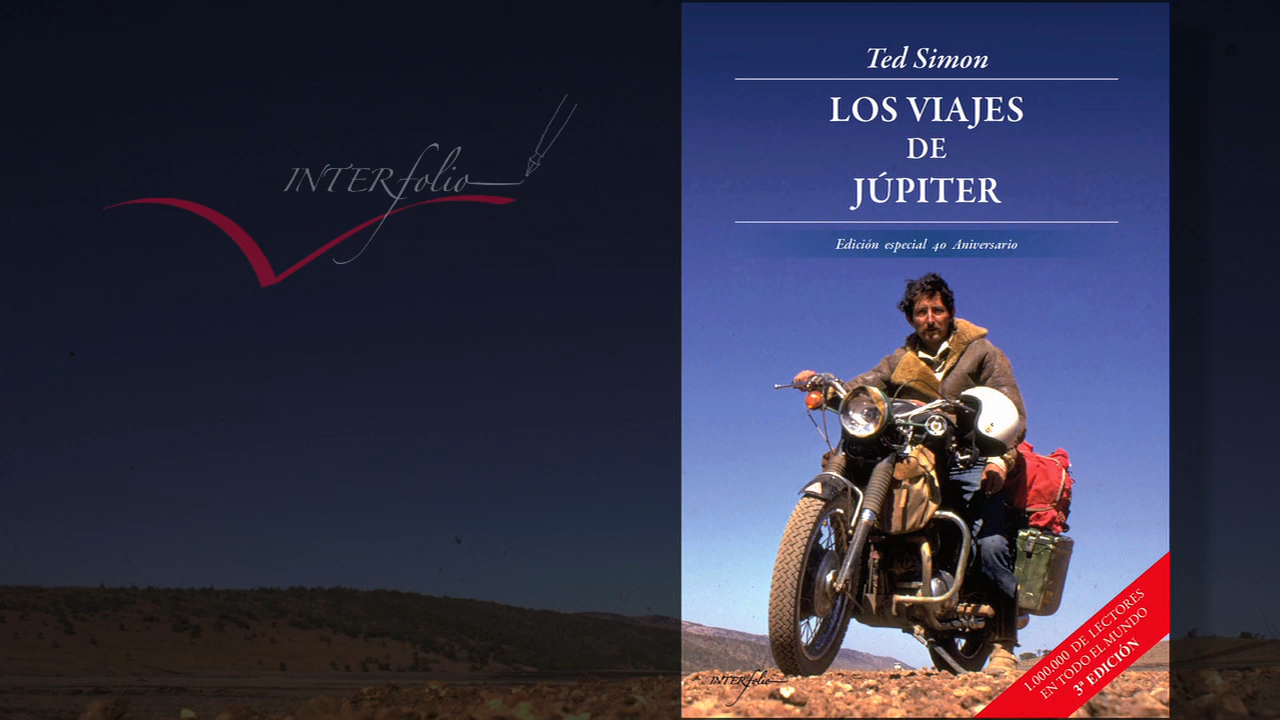 INTERfolio
Ted Simon
LOS VIAJES
DE
JÚPITER
Edición especial 40 Aniversario
INTERfolio
1.000.000 DE LECTORES
EN TODO EL MUNDO
3ª EDICIÓN